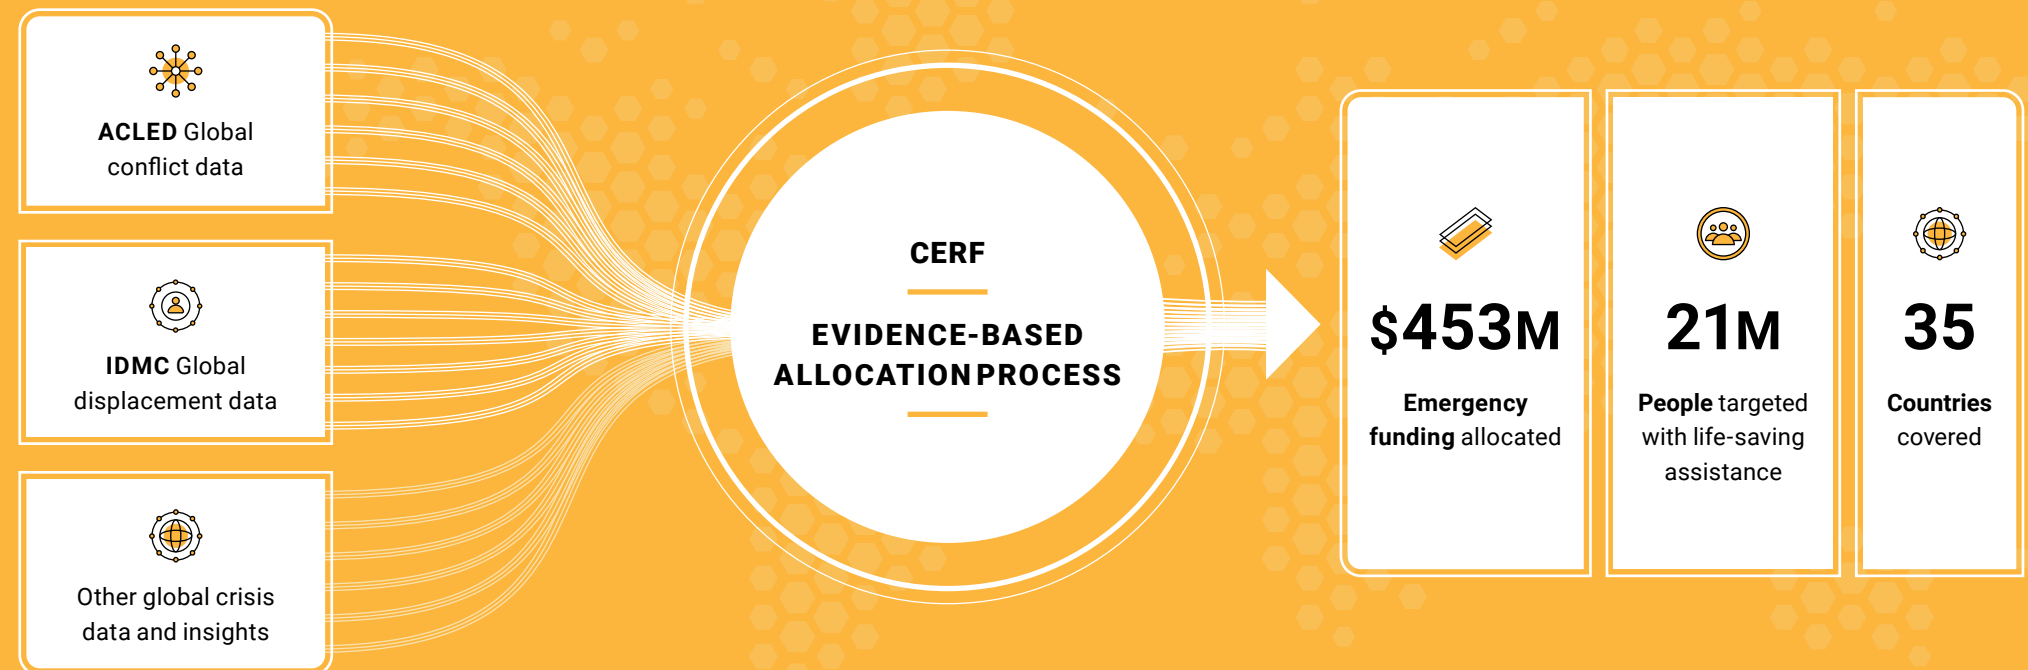 ACLED Global
conflict data
IDMC Global
displacement data
Other global crisis
data and insights
CERF
EVIDENCE-BASED
ALLOCATION PROCESS
$453M
Emergency
funding allocated
21M
People targeted
with life-saving
assistance
35
Countries
covered